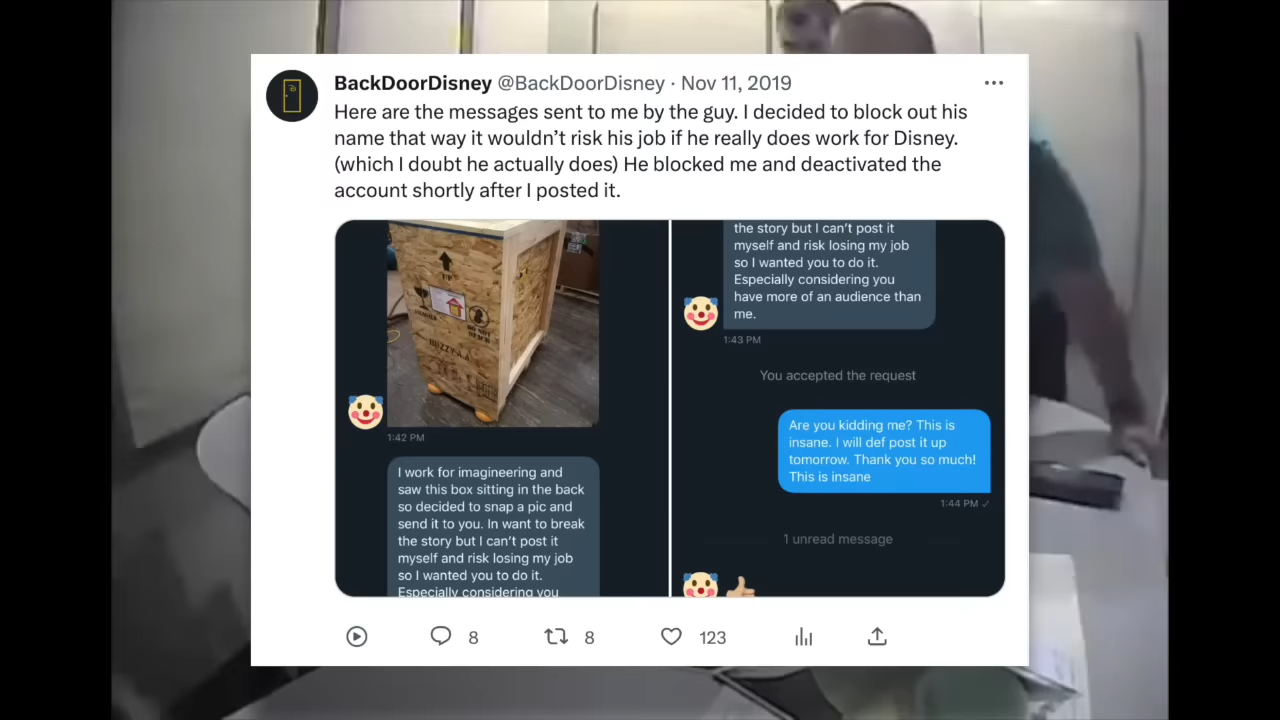 BackDoorDisney @BackDoorDisney · Nov 11, 2019
Here are the messages sent to me by the guy. I decided to block out his
name that way it wouldn’t risk his job if he really does work for Disney.
(which I doubt he actually does) He blocked me and deactivated the
account shortly after I posted it.
UP
BUZZY A.A
1:42 PM
I work for imagineering and
saw this box sitting in the back
so decided to snap a pic and
send it to you. In want to break
the story but I can’t post it
myself and risk losing my job
so I wanted you to do it.
Especially considering you
the story but I can’t post it
myself and risk losing my job
so I wanted you to do it.
Especially considering you
have more of an audience than
me.
1:43 PM
You accepted the request
Are you kidding me? This is
insane. I will def post it up
tomorrow. Thank you so much!
This is insane
1:44 PM ✓
1 unread message
8
8
123